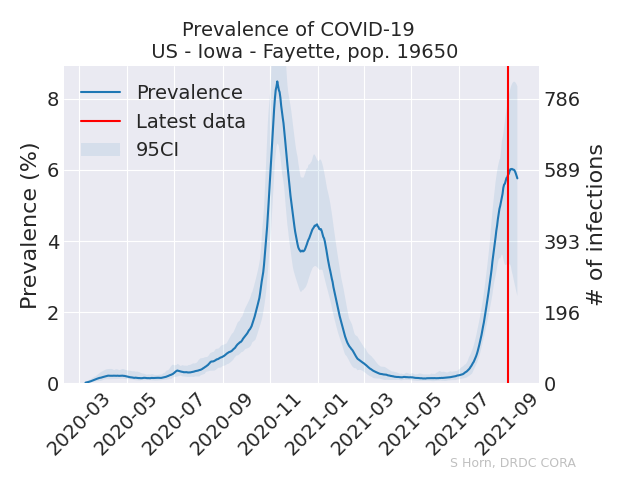 Prevalence of COVID-19
US - Iowa - Fayette, pop. 19650
Prevalence
Latest data
95CI
Prevalence (%)
8
6
4
2
0
786
589
393
196
0
# of infections
2020-03
2020-05
2020-07
2020-09
2020-11
2021-01
2021-03
2021-05
2021-07
2021-09
S Horn, DRDC CORA